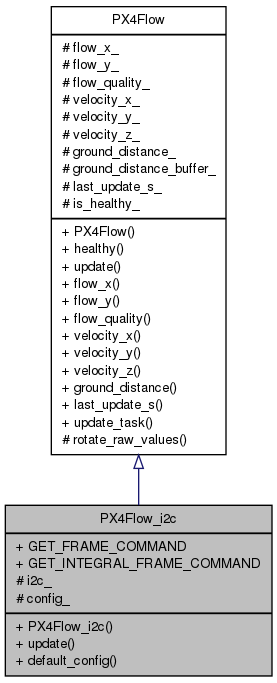 PX4Flow
# flow_x_
# flow_y_
# flow_quality_
# velocity_x_
# velocity_y_
# velocity_z_
# ground_distance_
# ground_distance_buffer_
# last_update_s_
# is_healthy_
+ PX4Flow()
+ healthy()
+ update()
+ flow_x()
+ flow_y()
+ flow_quality()
+ velocity_x()
+ velocity_y()
+ velocity_z()
+ ground_distance()
+ last_update_s()
+ update_task()
# rotate_raw_values()
PX4Flow_i2c
+ GET_FRAME_COMMAND
+ GET_INTEGRAL_FRAME_COMMAND
# i2c_
# config_
+ PX4Flow_i2c()
+ update()
+ default_config()